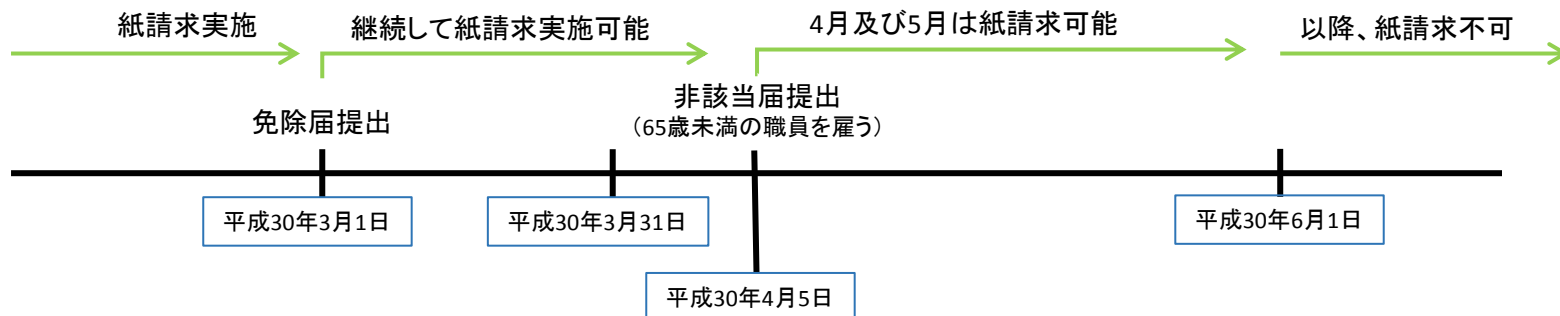 紙請求実施
継続して紙請求実施可能
4月及び5月は紙請求可能
以降、紙請求不可
免除届提出
非該当届提出
（65歳未満の職員を雇う）
平成30年3月1日
平成30年3月31日
平成30年6月1日
平成30年4月5日